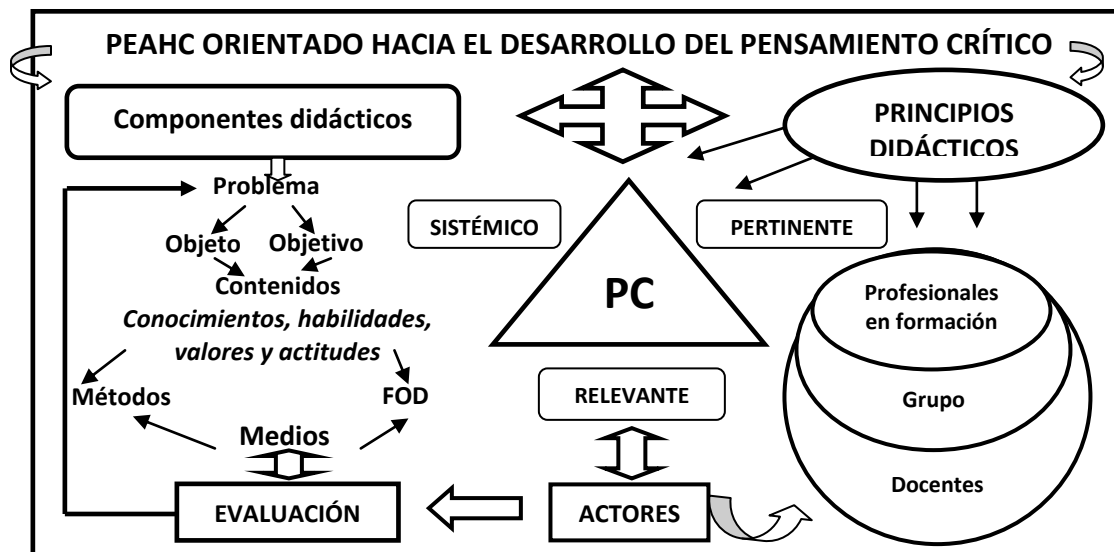 PEAHC ORIENTADO HACIA EL DESARROLLO DEL PENSAMIENTO CRÍTICO
Componentes didácticos
Problema
Objeto
Objetivo
Contenidos
Conocimientos, habilidades,
valores y actitudes
Métodos
FOD
Medios
EVALUACIÓN
SISTÉMICO
PERTINENTE
PC
RELEVANTE
ACTORES
PRINCIPIOS
DIDÁCTICOS
Profesionales
en formación
Grupo
Docentes